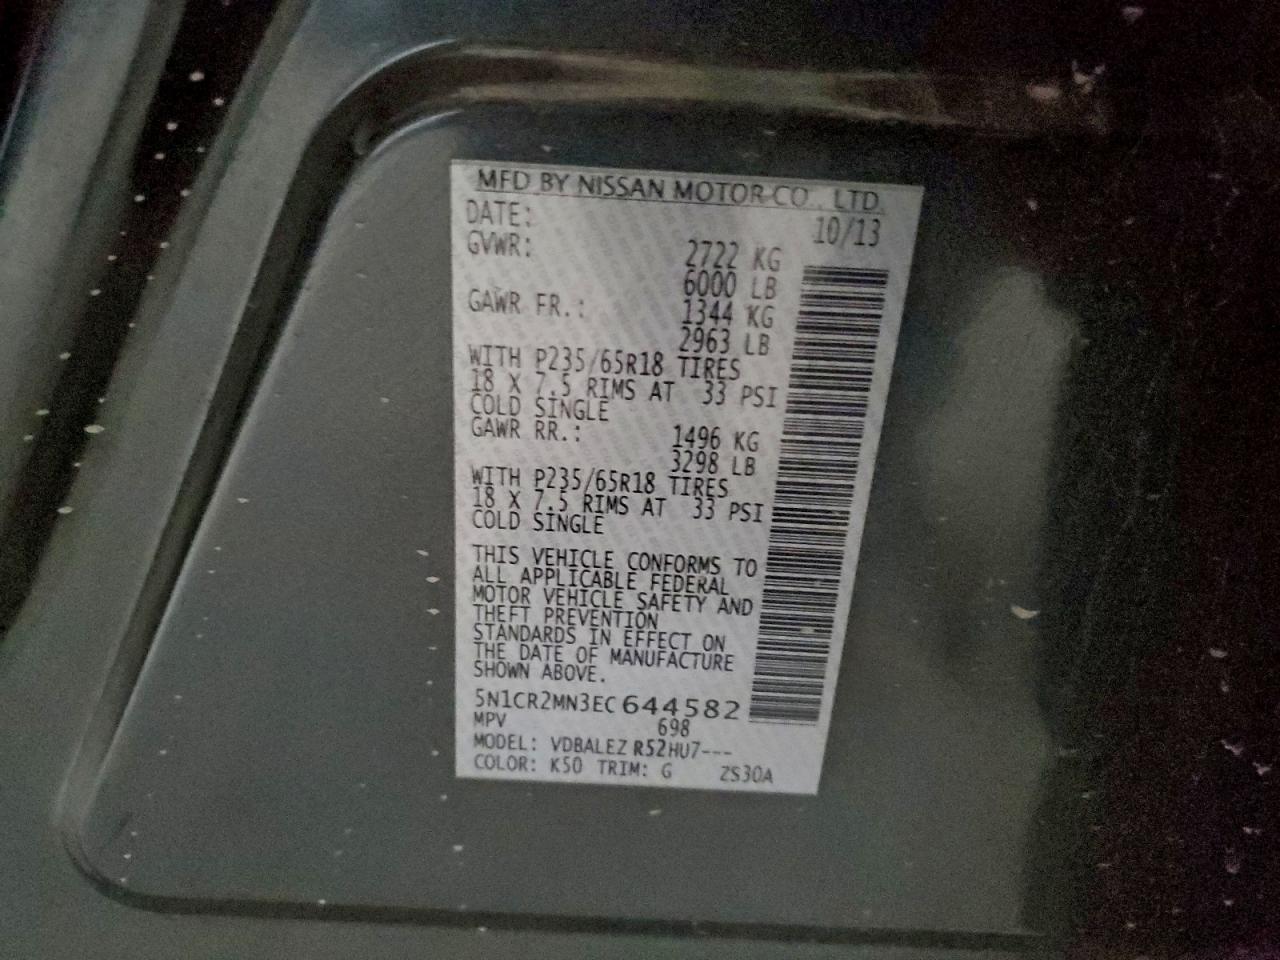 MFD BY NISSAN MOTOR CO., LTD.
DATE: 10/13
GVWR: 2722 KG
6000 LB
GAWR FR.: 1344 KG
2963 LB
WITH P235/65R18 TIRES
18 X 7.5 RIMS AT 33 PSI
COLD SINGLE
GAWR RR.: 1496 KG
3298 LB
WITH P235/65R18 TIRES
18 X 7.5 RIMS AT 33 PSI
COLD SINGLE
THIS VEHICLE CONFORMS TO
ALL APPLICABLE FEDERAL
MOTOR VEHICLE SAFETY AND
THEFT PREVENTION
STANDARDS IN EFFECT ON
THE DATE OF MANUFACTURE
SHOWN ABOVE.
5N1CR2MN3EC644582
MPV 698
MODEL: VDBALEZ R52HU7---
COLOR: K50 TRIM: G ZS30A